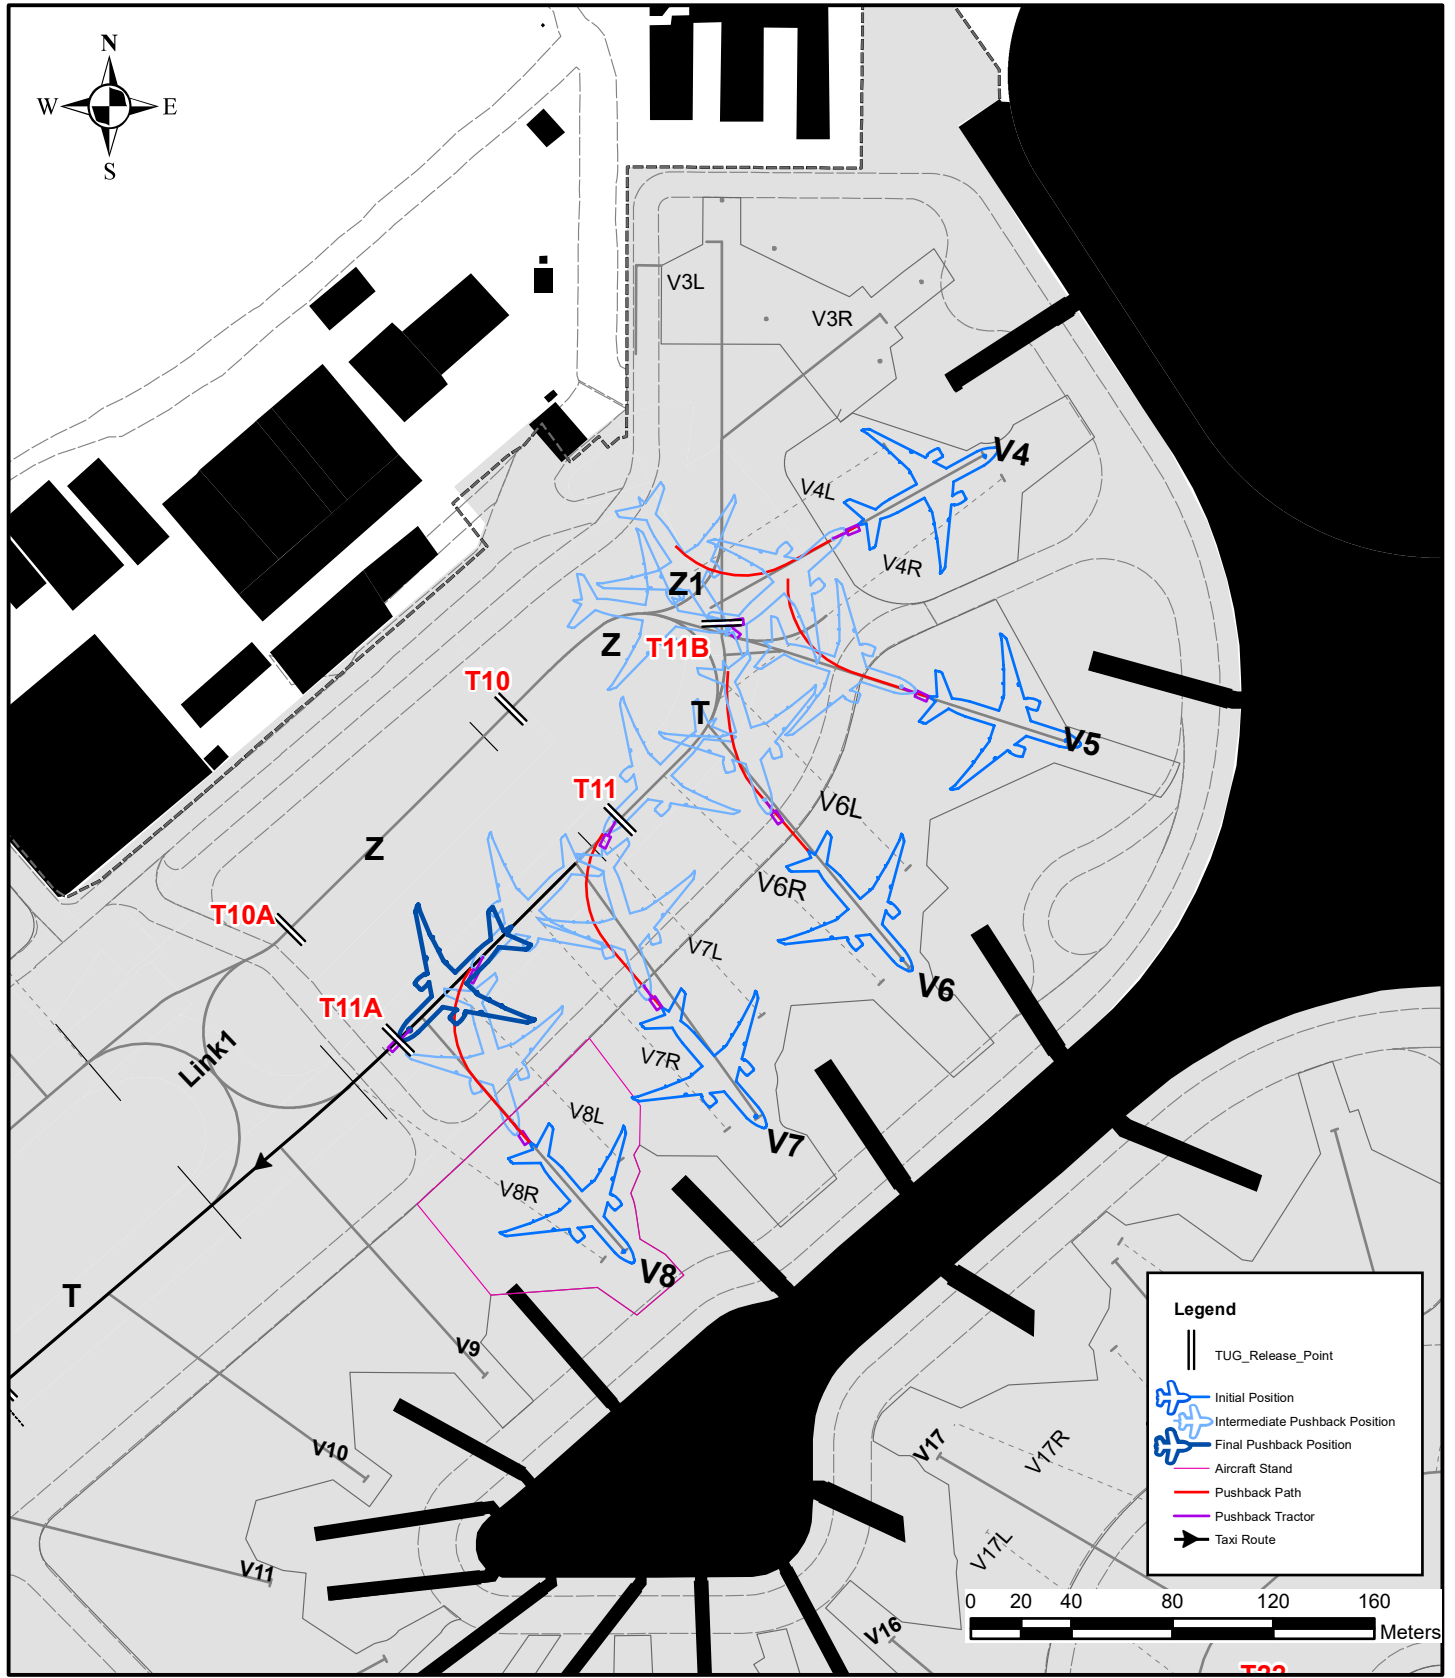 N
W
E
S
V3L
V3R
V4
V4L
V4R
Z1
Z
T11B
T10
T
V5
T11
V6L
Z
V6R
T10A
V7L
V6
T11A
Link1
V7R
V8L
V7
V8R
V8
T
V9
V10
V11
V17
V17R
V17L
V16
Legend
TUG_Release_Point
Initial Position
Intermediate Pushback Position
Final Pushback Position
Aircraft Stand
Pushback Path
Pushback Tractor
Taxi Route
0 20 40 80 120 160
Meters